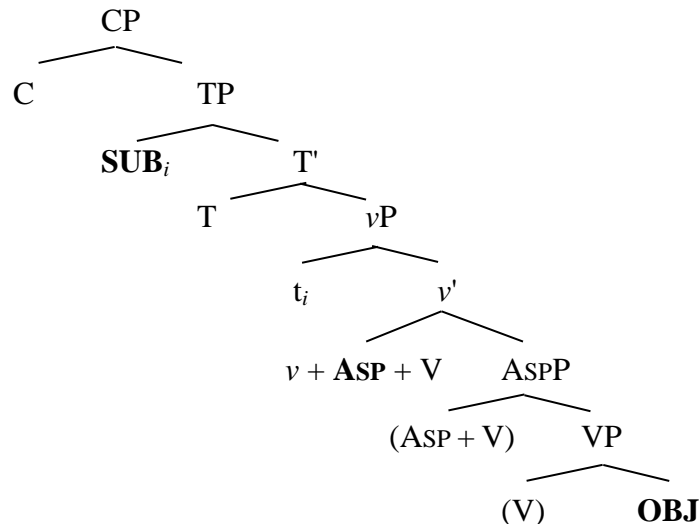 CP
C TP
SUBi T'
T vP
ti v'
v + ASP + V ASPP
(ASP + V) VP
(V) OBJ